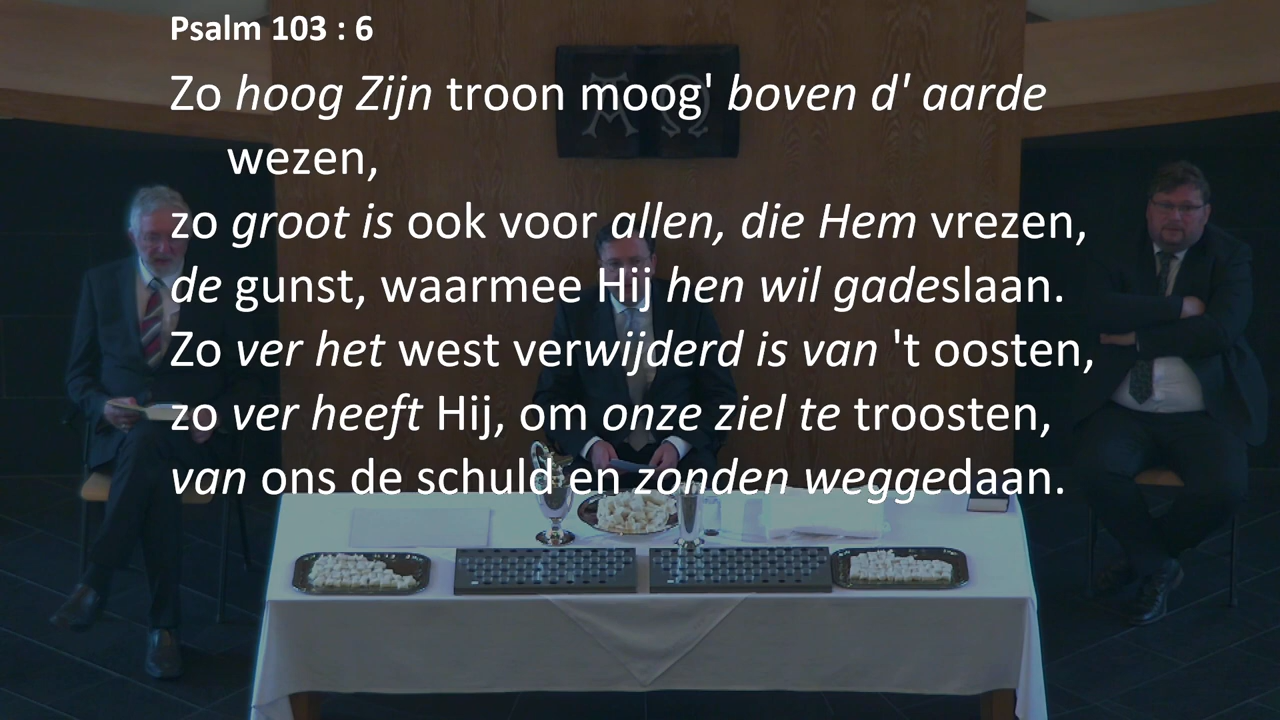 Psalm 103 : 6
Zo hoog Zijn troon moog' boven d' aarde
wezen,
zo groot is ook voor allen, die Hem vrezen,
de gunst, waarmee Hij hen wil gadeslaan.
Zo ver het west verwijderd is van 't oosten,
zo ver heeft Hij, om onze ziel te troosten,
van ons de schuld en zonden weggedaan.
Α Ω